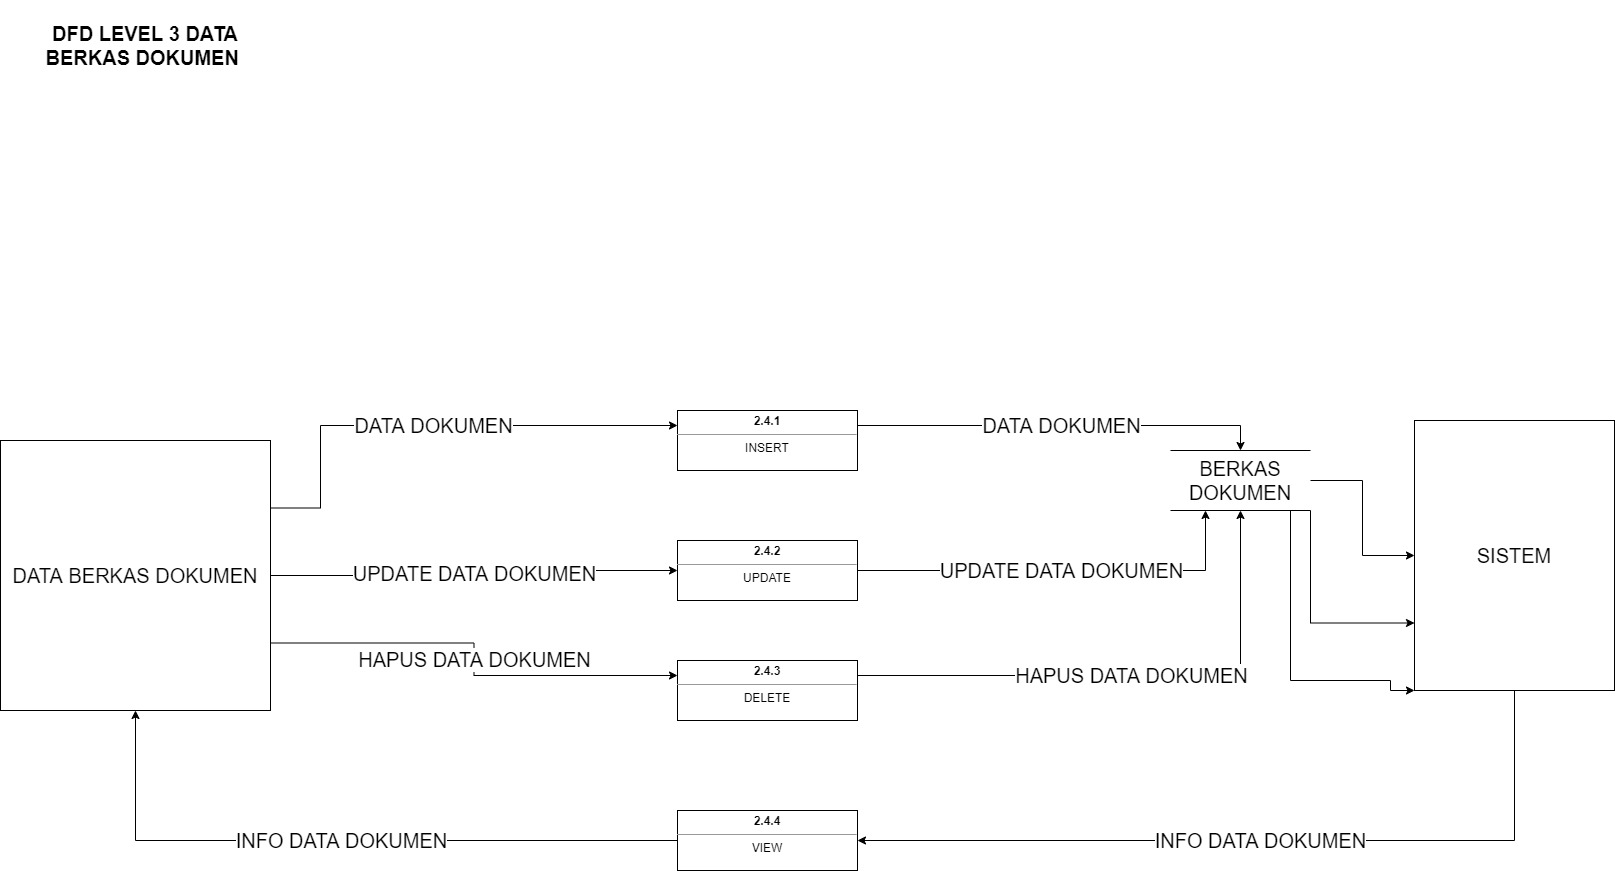 DFD LEVEL 3 DATA
BERKAS DOKUMEN
DATA DOKUMEN
2.4.1
INSERT
DATA DOKUMEN
BERKAS
DOKUMEN
DATA BERKAS DOKUMEN
UPDATE DATA DOKUMEN
2.4.2
UPDATE
UPDATE DATA DOKUMEN
SISTEM
HAPUS DATA DOKUMEN
2.4.3
DELETE
HAPUS DATA DOKUMEN
INFO DATA DOKUMEN
2.4.4
VIEW
INFO DATA DOKUMEN